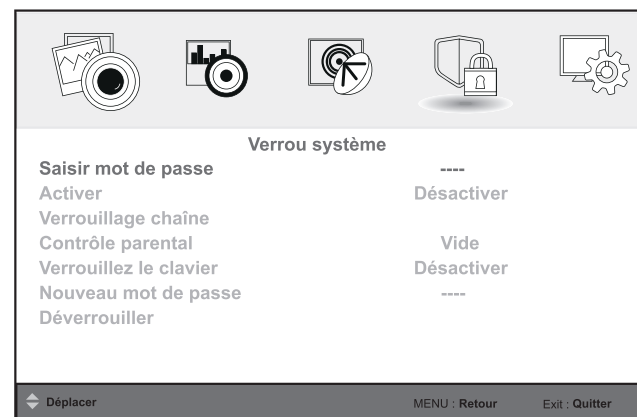 Verrou système
Saisir mot de passe ----
Activer Désactiver
Verrouillage chaîne
Contrôle parental Vide
Verrouillez le clavier Désactiver
Nouveau mot de passe ----
Déverrouiller
Déplacer MENU : Retour Exit : Quitter